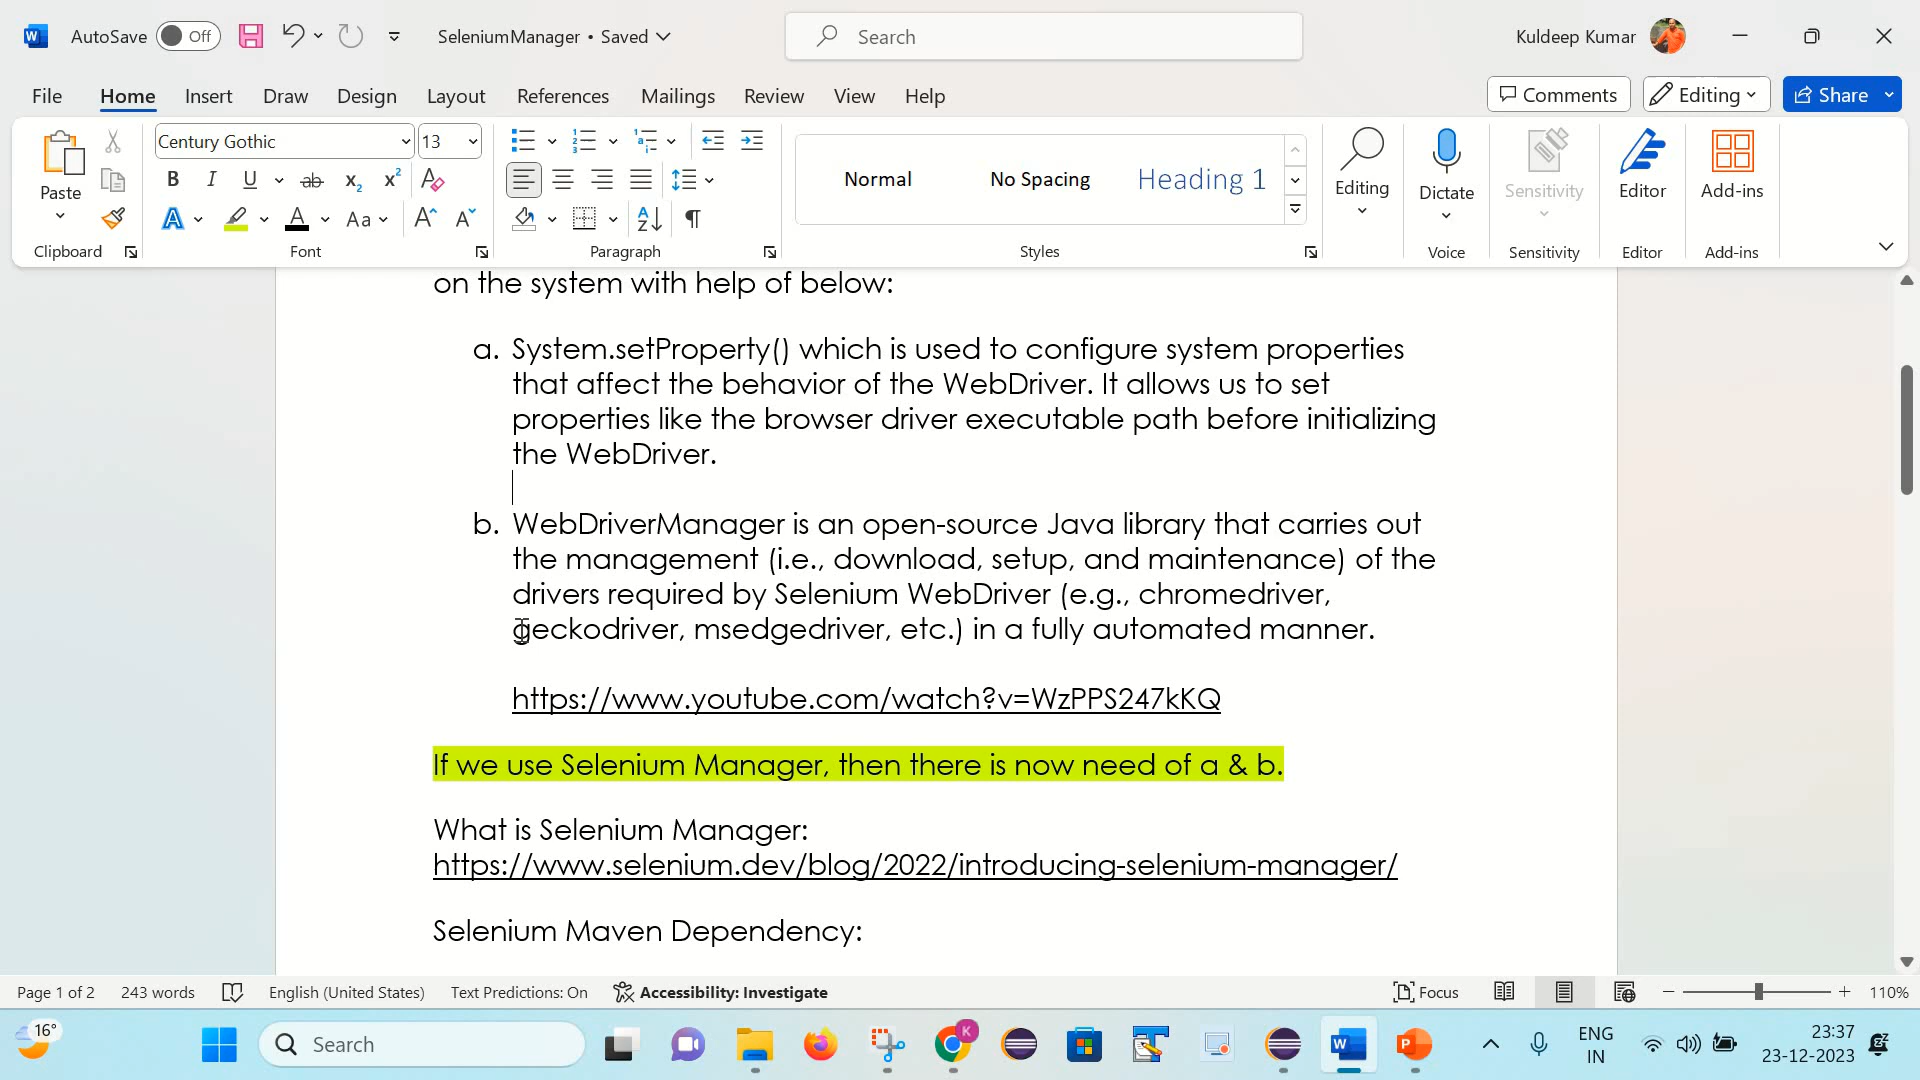 AutoSave Off SeleniumManager • Saved Search Kuldeep Kumar
File Home Insert Draw Design Layout References Mailings Review View Help Comments Editing Share
Century Gothic 13
Paste B I U ab x2 x2 Normal No Spacing Heading 1 Editing Dictate Sensitivity Editor Add-ins
A A Aa A A
Clipboard Font Paragraph Styles Voice Sensitivity Editor Add-ins
on the system with help of below:
a. System.setProperty() which is used to configure system properties
that affect the behavior of the WebDriver. It allows us to set
properties like the browser driver executable path before initializing
the WebDriver.
b. WebDriverManager is an open-source Java library that carries out
the management (i.e., download, setup, and maintenance) of the
drivers required by Selenium WebDriver (e.g., chromedriver,
geckodriver, msedgedriver, etc.) in a fully automated manner.
https://www.youtube.com/watch?v=WzPPS247kKQ
If we use Selenium Manager, then there is now need of a & b.
What is Selenium Manager:
https://www.selenium.dev/blog/2022/introducing-selenium-manager/
Selenium Maven Dependency:
Page 1 of 2 243 words English (United States) Text Predictions: On Accessibility: Investigate Focus 110%
16° Search ENG IN 23:37 23-12-2023